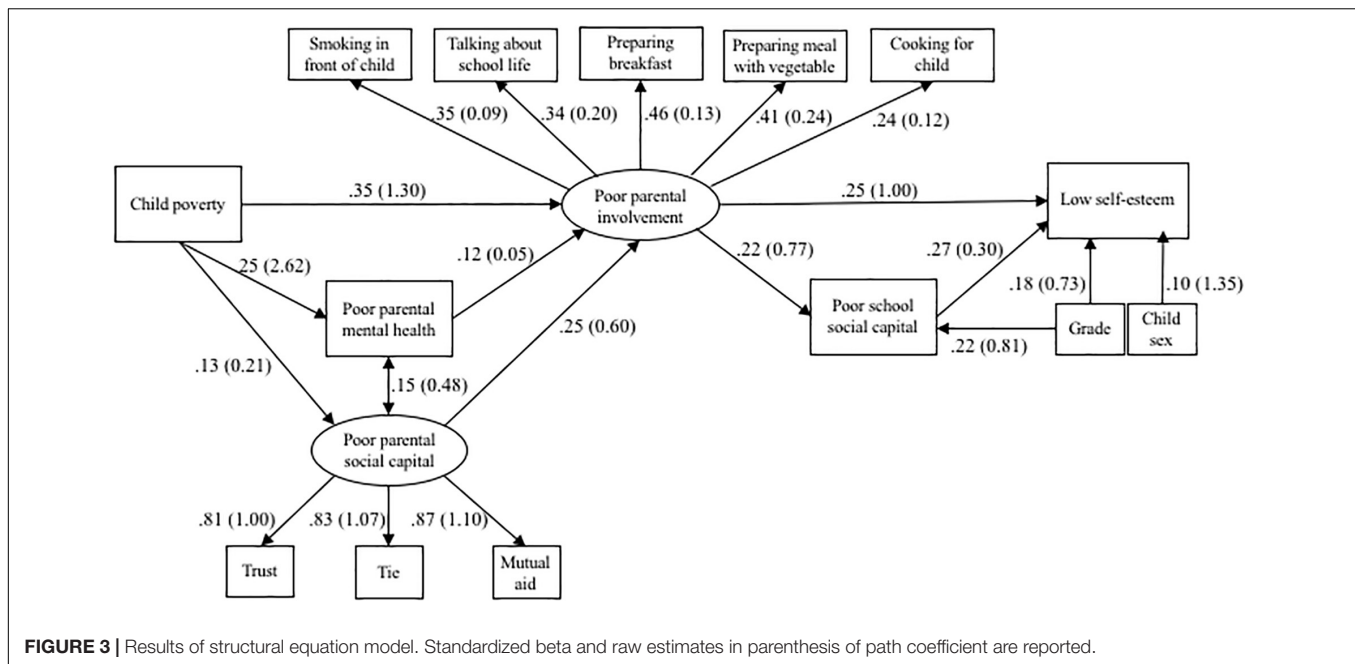 Smoking in
front of child
Talking about
school life
Preparing
breakfast
Preparing meal
with vegetable
Cooking for
child
.35 (0.09)
.34 (0.20)
.46 (0.13)
.41 (0.24)
.24 (0.12)
Child poverty
.35 (1.30)
Poor parental
involvement
.25 (1.00)
Low self-esteem
.25 (2.62)
.12 (0.05)
.22 (0.77)
.27 (0.30)
.18 (0.73)
.10 (1.35)
Poor parental
mental health
.25 (0.60)
Poor school
social capital
Grade
Child
sex
.22 (0.81)
.13 (0.21)
.15 (0.48)
Poor parental
social capital
.81 (1.00)
.83 (1.07)
.87 (1.10)
Trust
Tie
Mutual
aid
FIGURE 3 | Results of structural equation model. Standardized beta and raw estimates in parenthesis of path coefficient are reported.